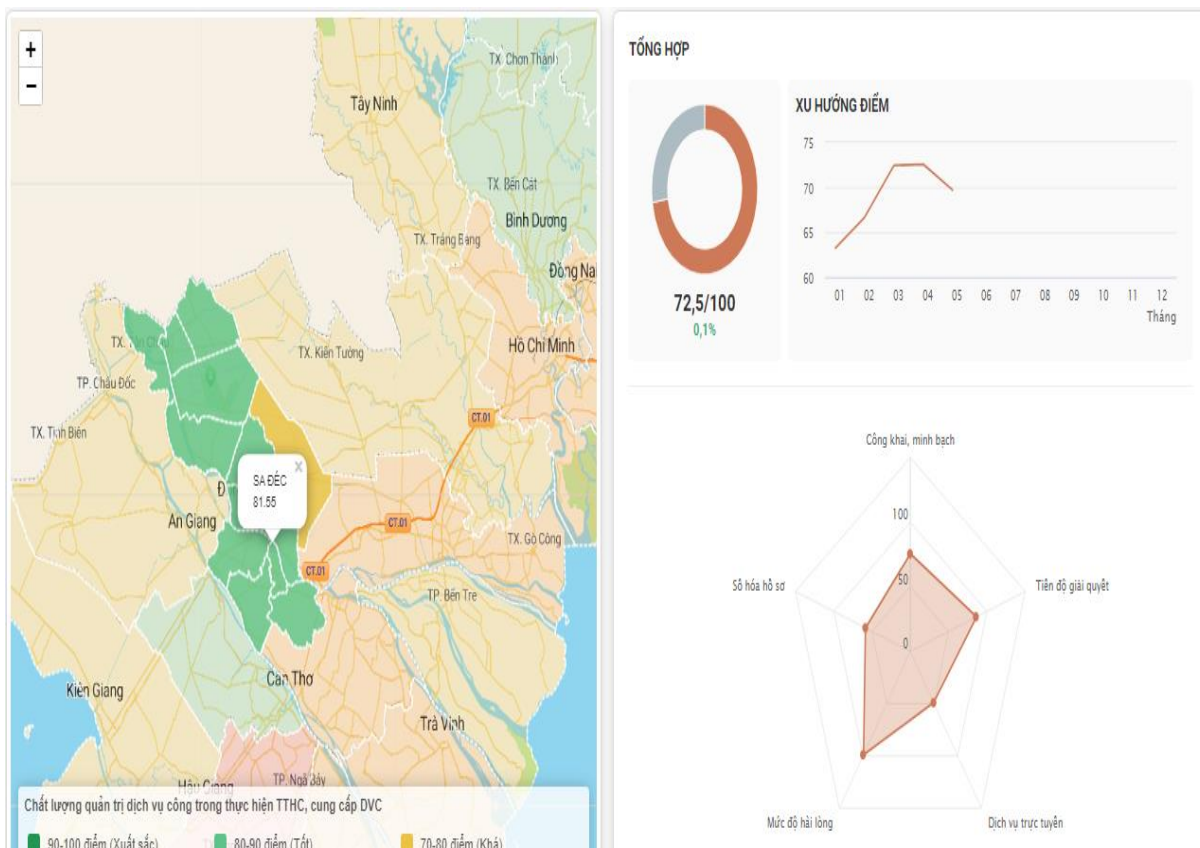 +
−
TX. Chơn Thành
Tây Ninh
TX. Bến Cát
Bình Dương
TX. Trảng Bàng
Đồng Na
Hồ Chí Minh
TX.
TX. Kiến Tường
TP. Châu Đốc
CT.01
TX. Tịnh Biên
×
SA ĐÉC
81.55
Đ
An Giang
CT.01
TX. Gò Công
CT.01
TP. Bến Tre
Cần Thơ
Kiên Giang
Trà Vinh
Hậu Giang
TP. Ngã Bảy
Chất lượng quản trị dịch vụ công trong thực hiện TTHC, cung cấp DVC
90-100 điểm (Xuất sắc)
80-90 điểm (Tốt)
70-80 điểm (Khá)
TỔNG HỢP
72,5/100
0,1%
XU HƯỚNG ĐIỂM
75
70
65
60
01 02 03 04 05 06 07 08 09 10 11 12
Tháng
Công khai, minh bạch
100
50
0
Số hóa hồ sơ
Tiến độ giải quyết
Mức độ hài lòng
Dịch vụ trực tuyến